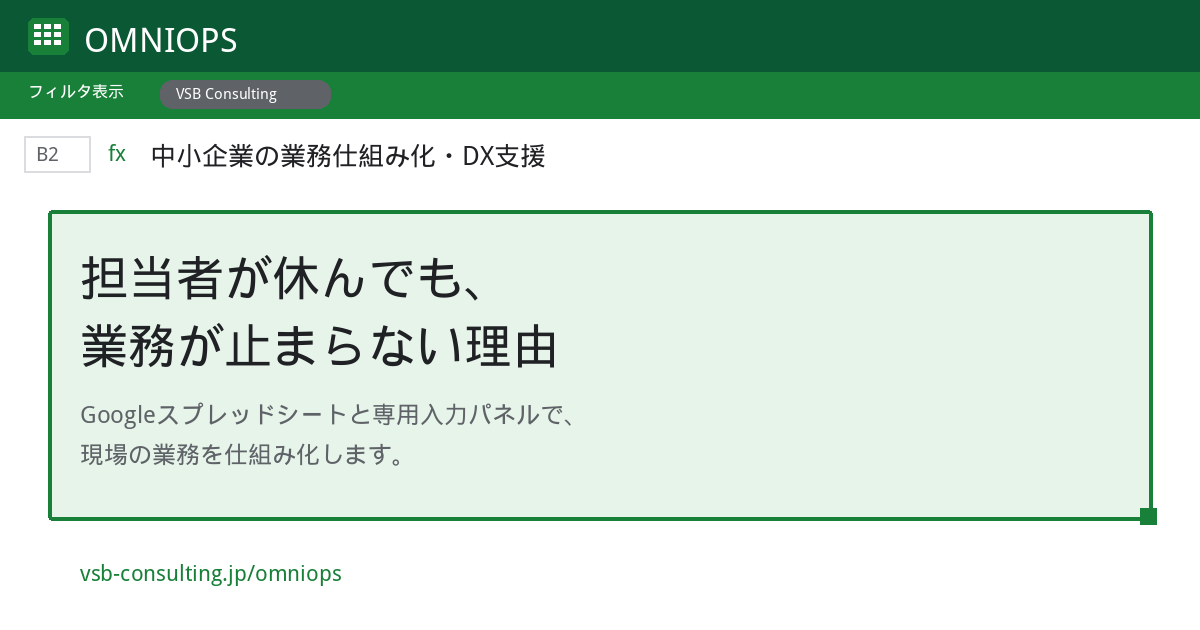 OMNIOPS
フィルタ表示 VSB Consulting
B2 fx 中小企業の業務仕組み化・DX支援
担当者が休んでも、
業務が止まらない理由
Googleスプレッドシートと専用入力パネルで、
現場の業務を仕組み化します。
vsb-consulting.jp/omniops